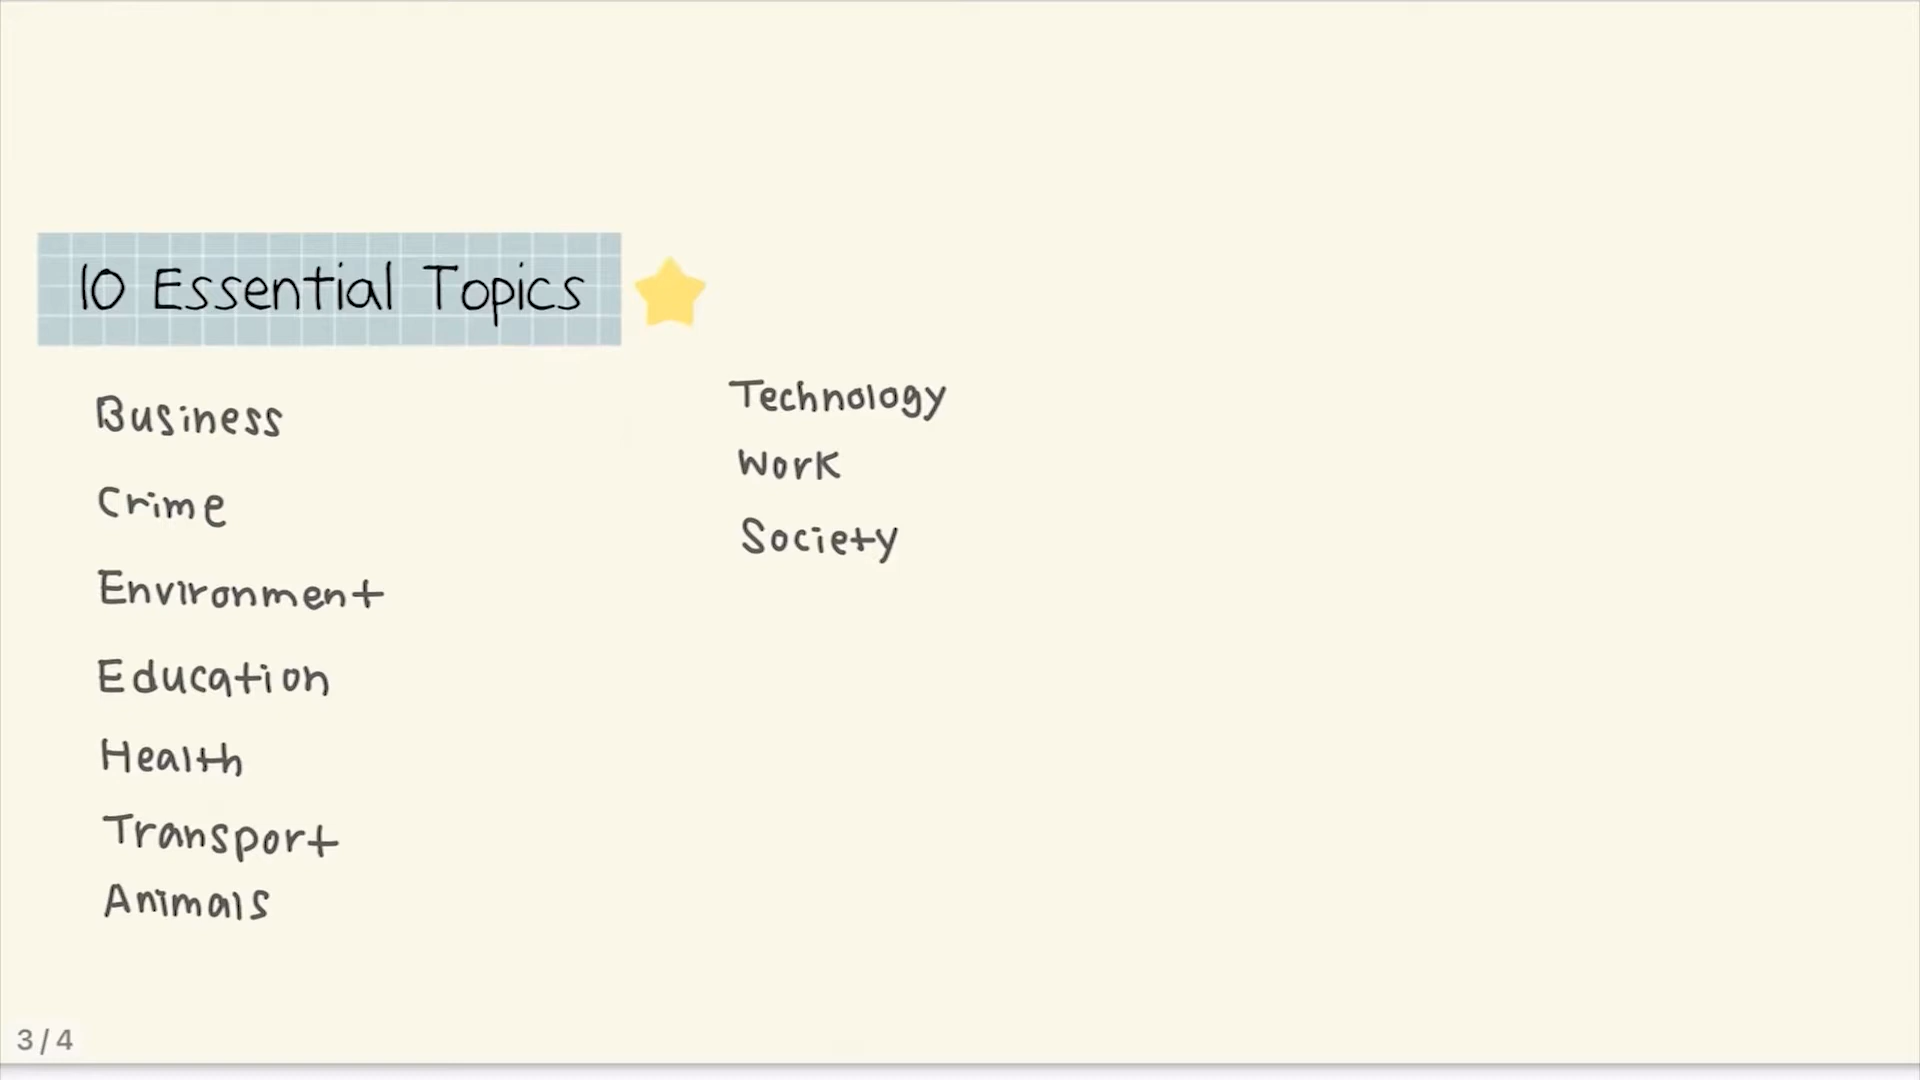 10 Essential Topics
Business
Crime
Environment
Education
Health
Transport
Animals
Technology
Work
Society
3/4